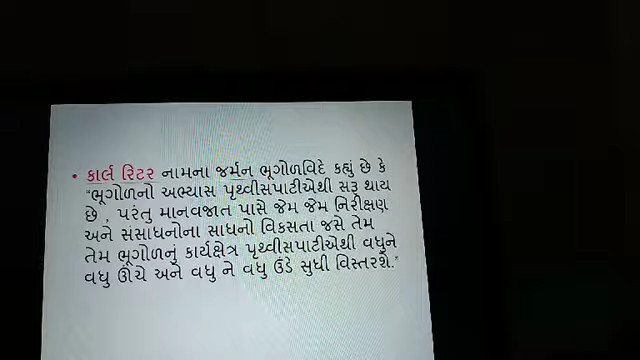 • કાર્લ રિટર નામના જર્મન ભૂગોળવિદે કહ્યું છે કે
"ભૂગોળનો અભ્યાસ પૃથ્વીસપાટીએથી સરૂ થાય
છે , પરંતુ માનવજાત પાસે જેમ જેમ નિરીક્ષણ
અને સંસાધનોના સાધનો વિકસતા જસે તેમ
તેમ ભૂગોળનું કાર્યક્ષેત્ર પૃથ્વીસપાટીએથી વધુને
વધુ ઊંચે અને વધુ ને વધુ ઉંડે સુધી વિસ્તરશે."